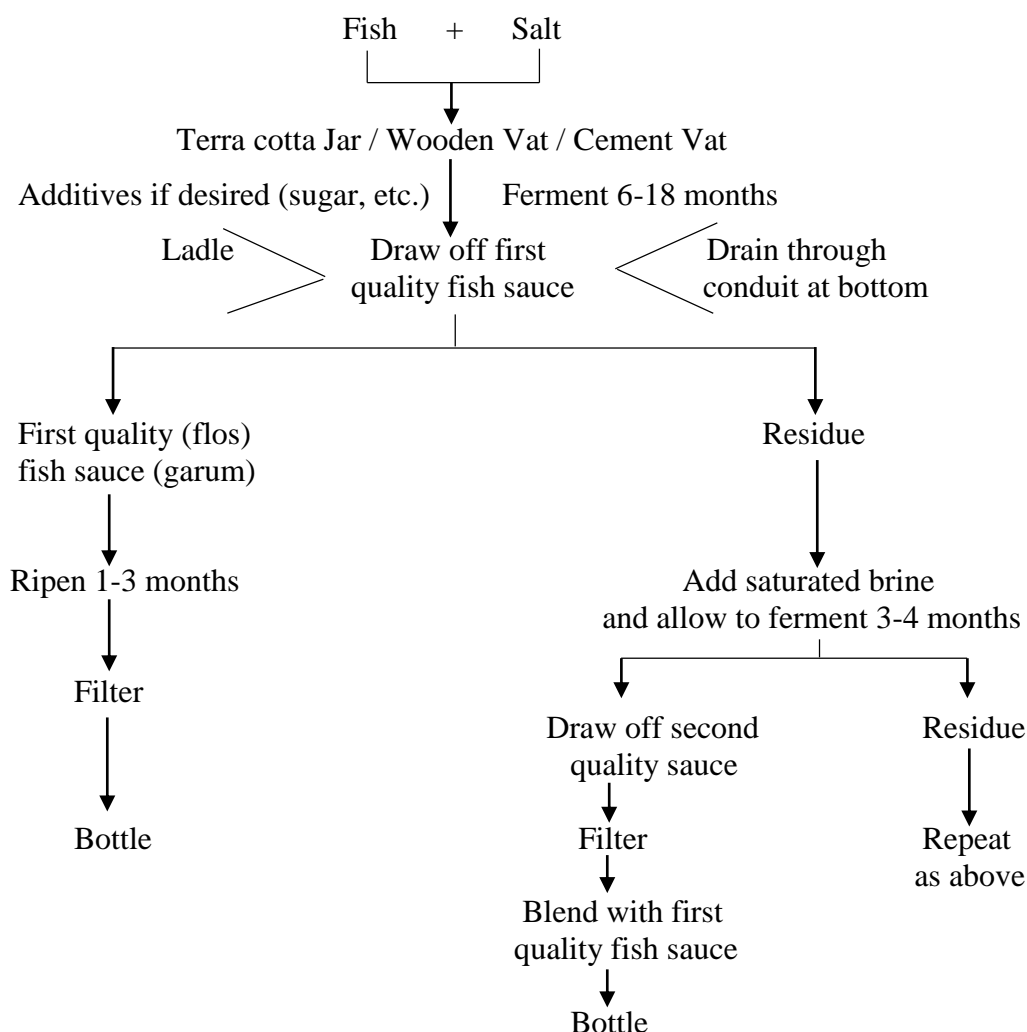 Fish + Salt
Terra cotta Jar / Wooden Vat / Cement Vat
Additives if desired (sugar, etc.)
Ferment 6-18 months
Ladle
Draw off first
quality fish sauce
Drain through
conduit at bottom
First quality (flos)
fish sauce (garum)
Residue
Ripen 1-3 months
Add saturated brine
and allow to ferment 3-4 months
Filter
Draw off second
quality sauce
Residue
Bottle
Filter
Repeat
as above
Blend with first
quality fish sauce
Bottle